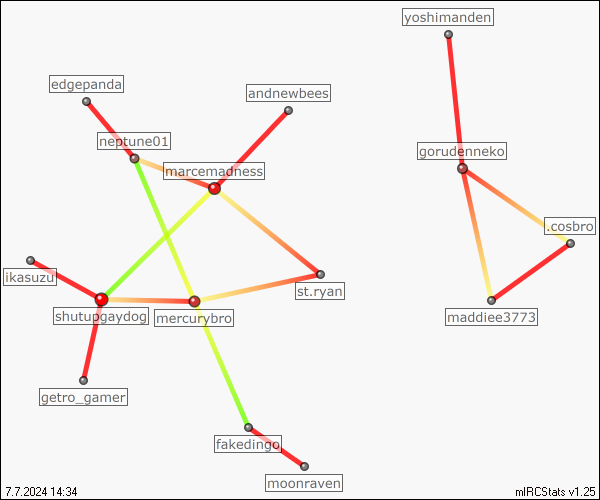 yoshimanden
edgepanda
andnewbees
neptune01
gorudenneko
marcemadness
.cosbro
ikasuzu
st.ryan
shutupgaydog
mercurybro
maddiee3773
getro_gamer
fakedingo
moonraven
7.7.2024 14:34
mIRCStats v1.25